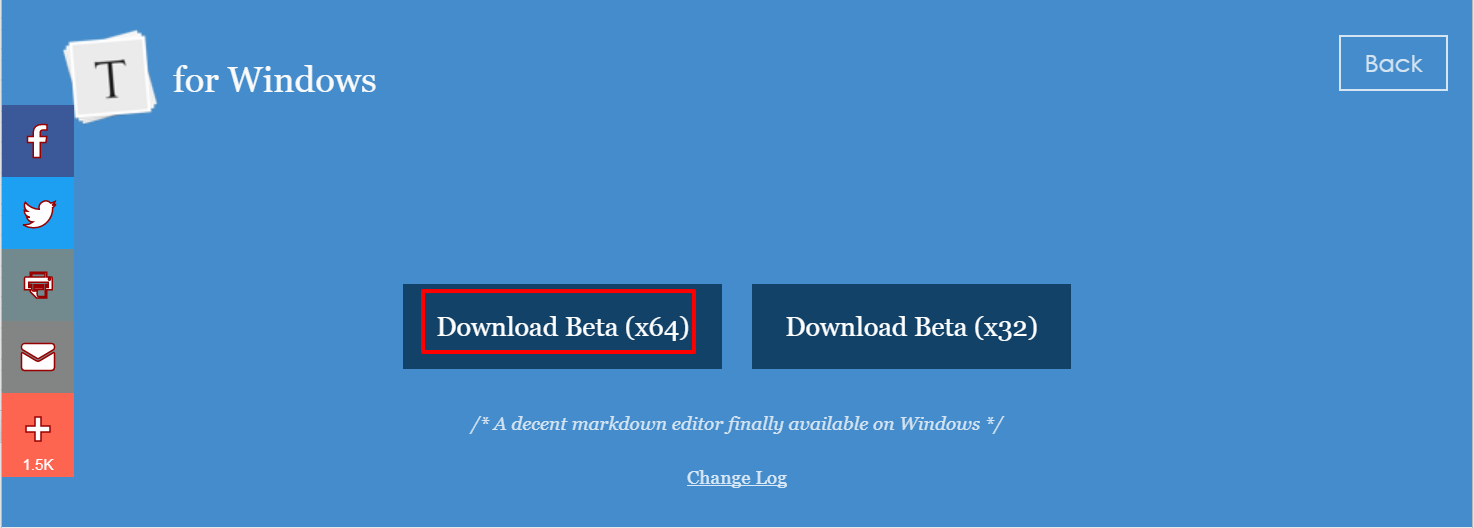 T for Windows
Back
Download Beta (x64)
Download Beta (x32)
/* A decent markdown editor finally available on Windows */
Change Log
1.5K